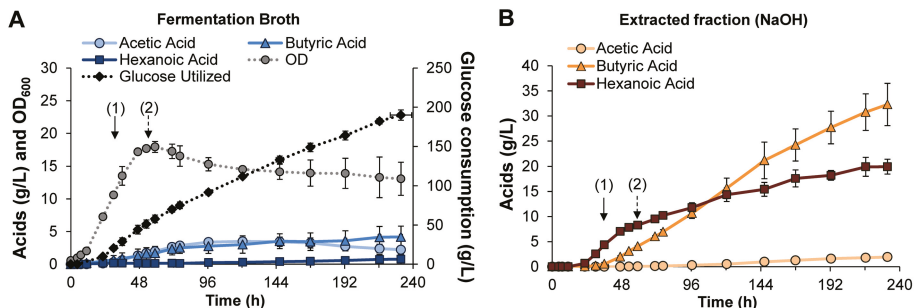 A
Fermentation Broth
Acetic Acid
Butyric Acid
Hexanoic Acid
OD
Glucose Utilized
Acids (g/L) and OD600
30
25
20
15
10
5
0
(1)
(2)
250
200
150
100
50
0
Glucose consumption (g/L)
0
48
96
144
192
240
Time (h)
B
Extracted fraction (NaOH)
Acetic Acid
Butyric Acid
Hexanoic Acid
Acids (g/L)
40
35
30
25
20
15
10
5
0
(1)
(2)
0
48
96
144
192
240
Time (h)